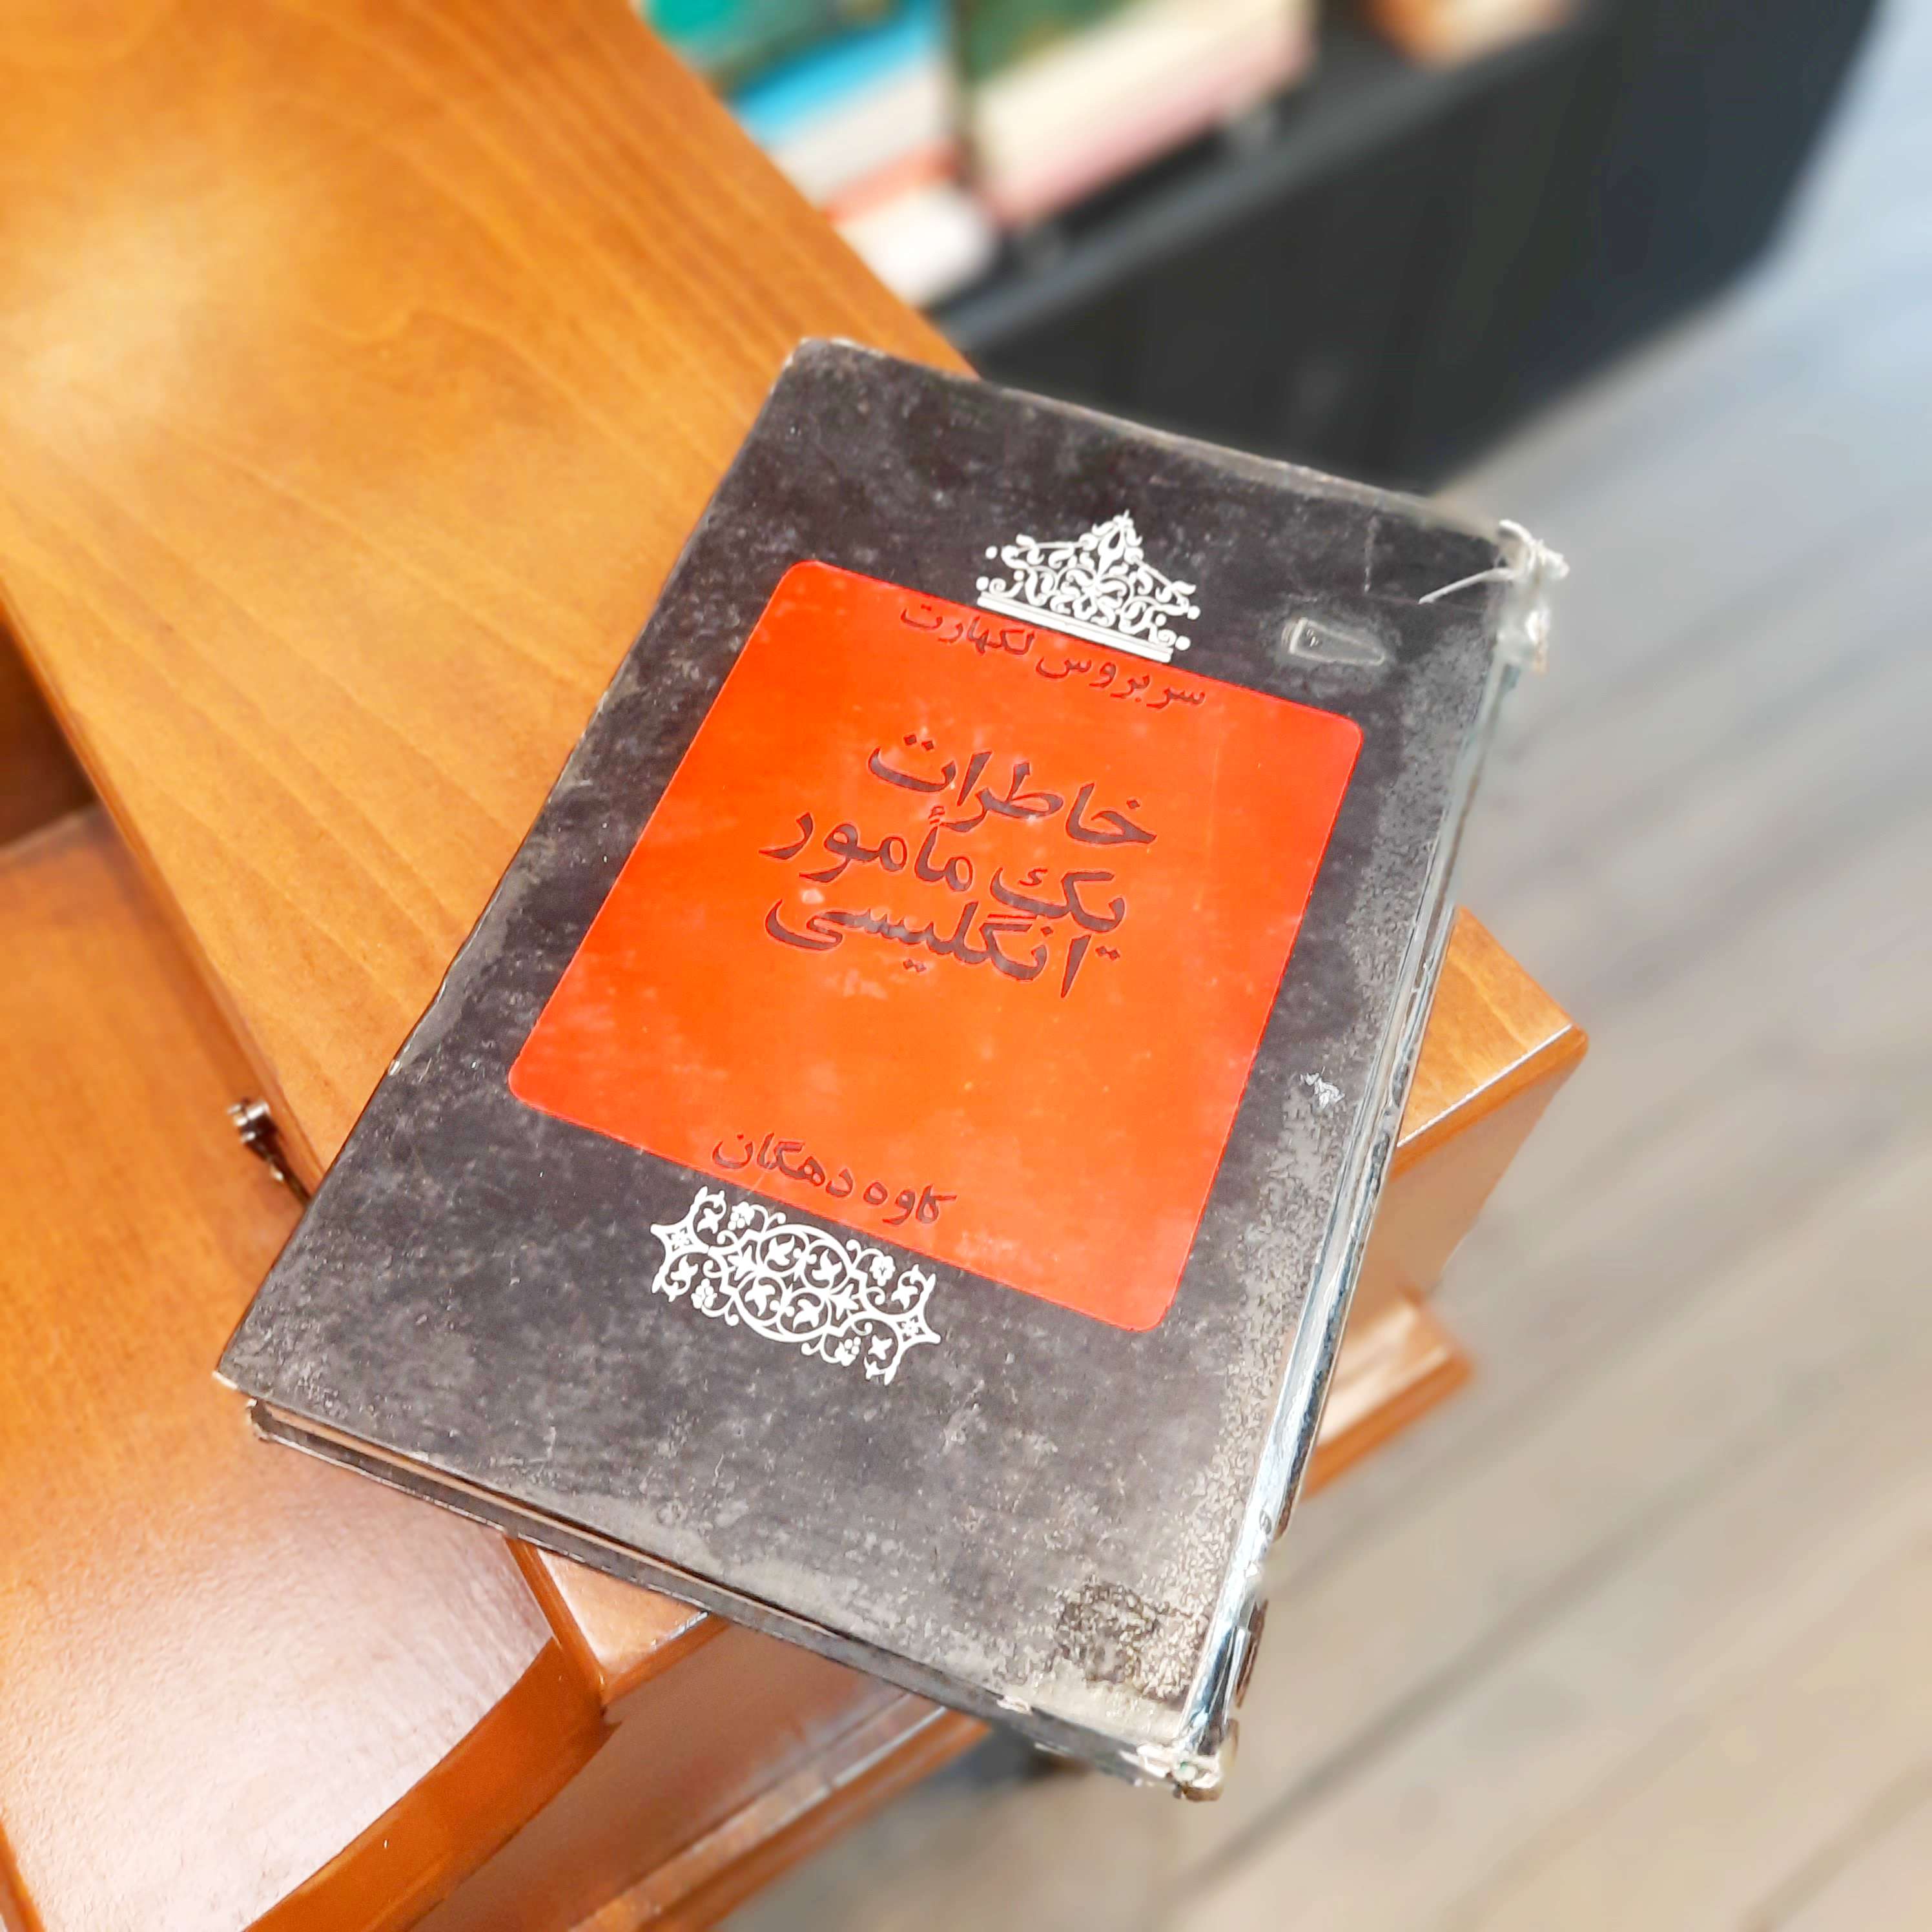 سر بروس لکهارت
خاطرات
یک مأمور
انگلیسی
کاوه دهگان